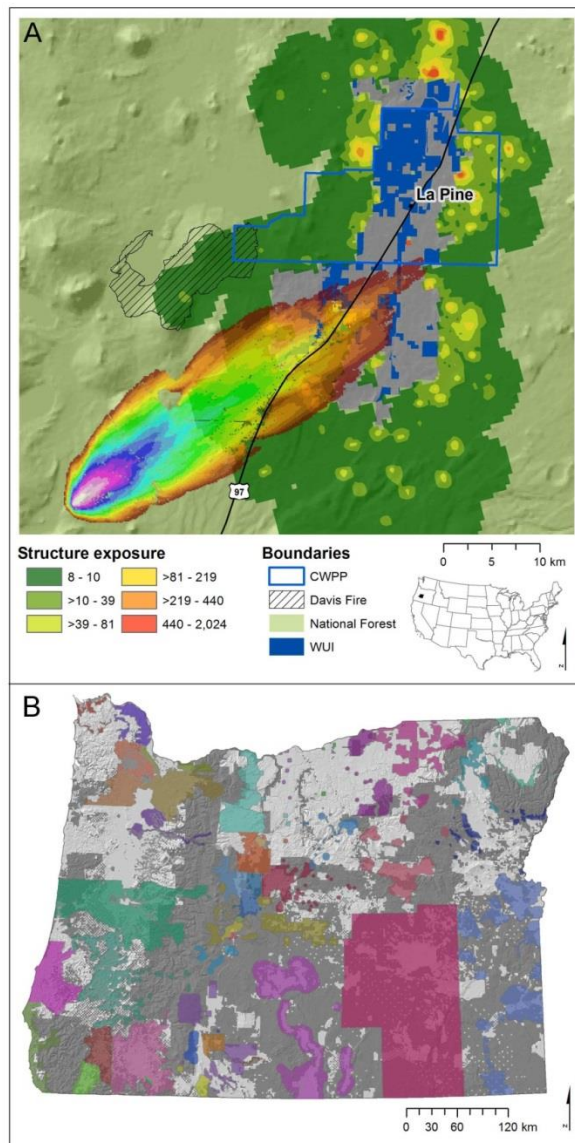 A
La Pine
97
Structure exposure
8 - 10
>10 - 39
>39 - 81
>81 - 219
>219 - 440
440 - 2,024
Boundaries
CWPP
Davis Fire
National Forest
WUI
0 5 10 km
N
B
0 30 60 120 km
N